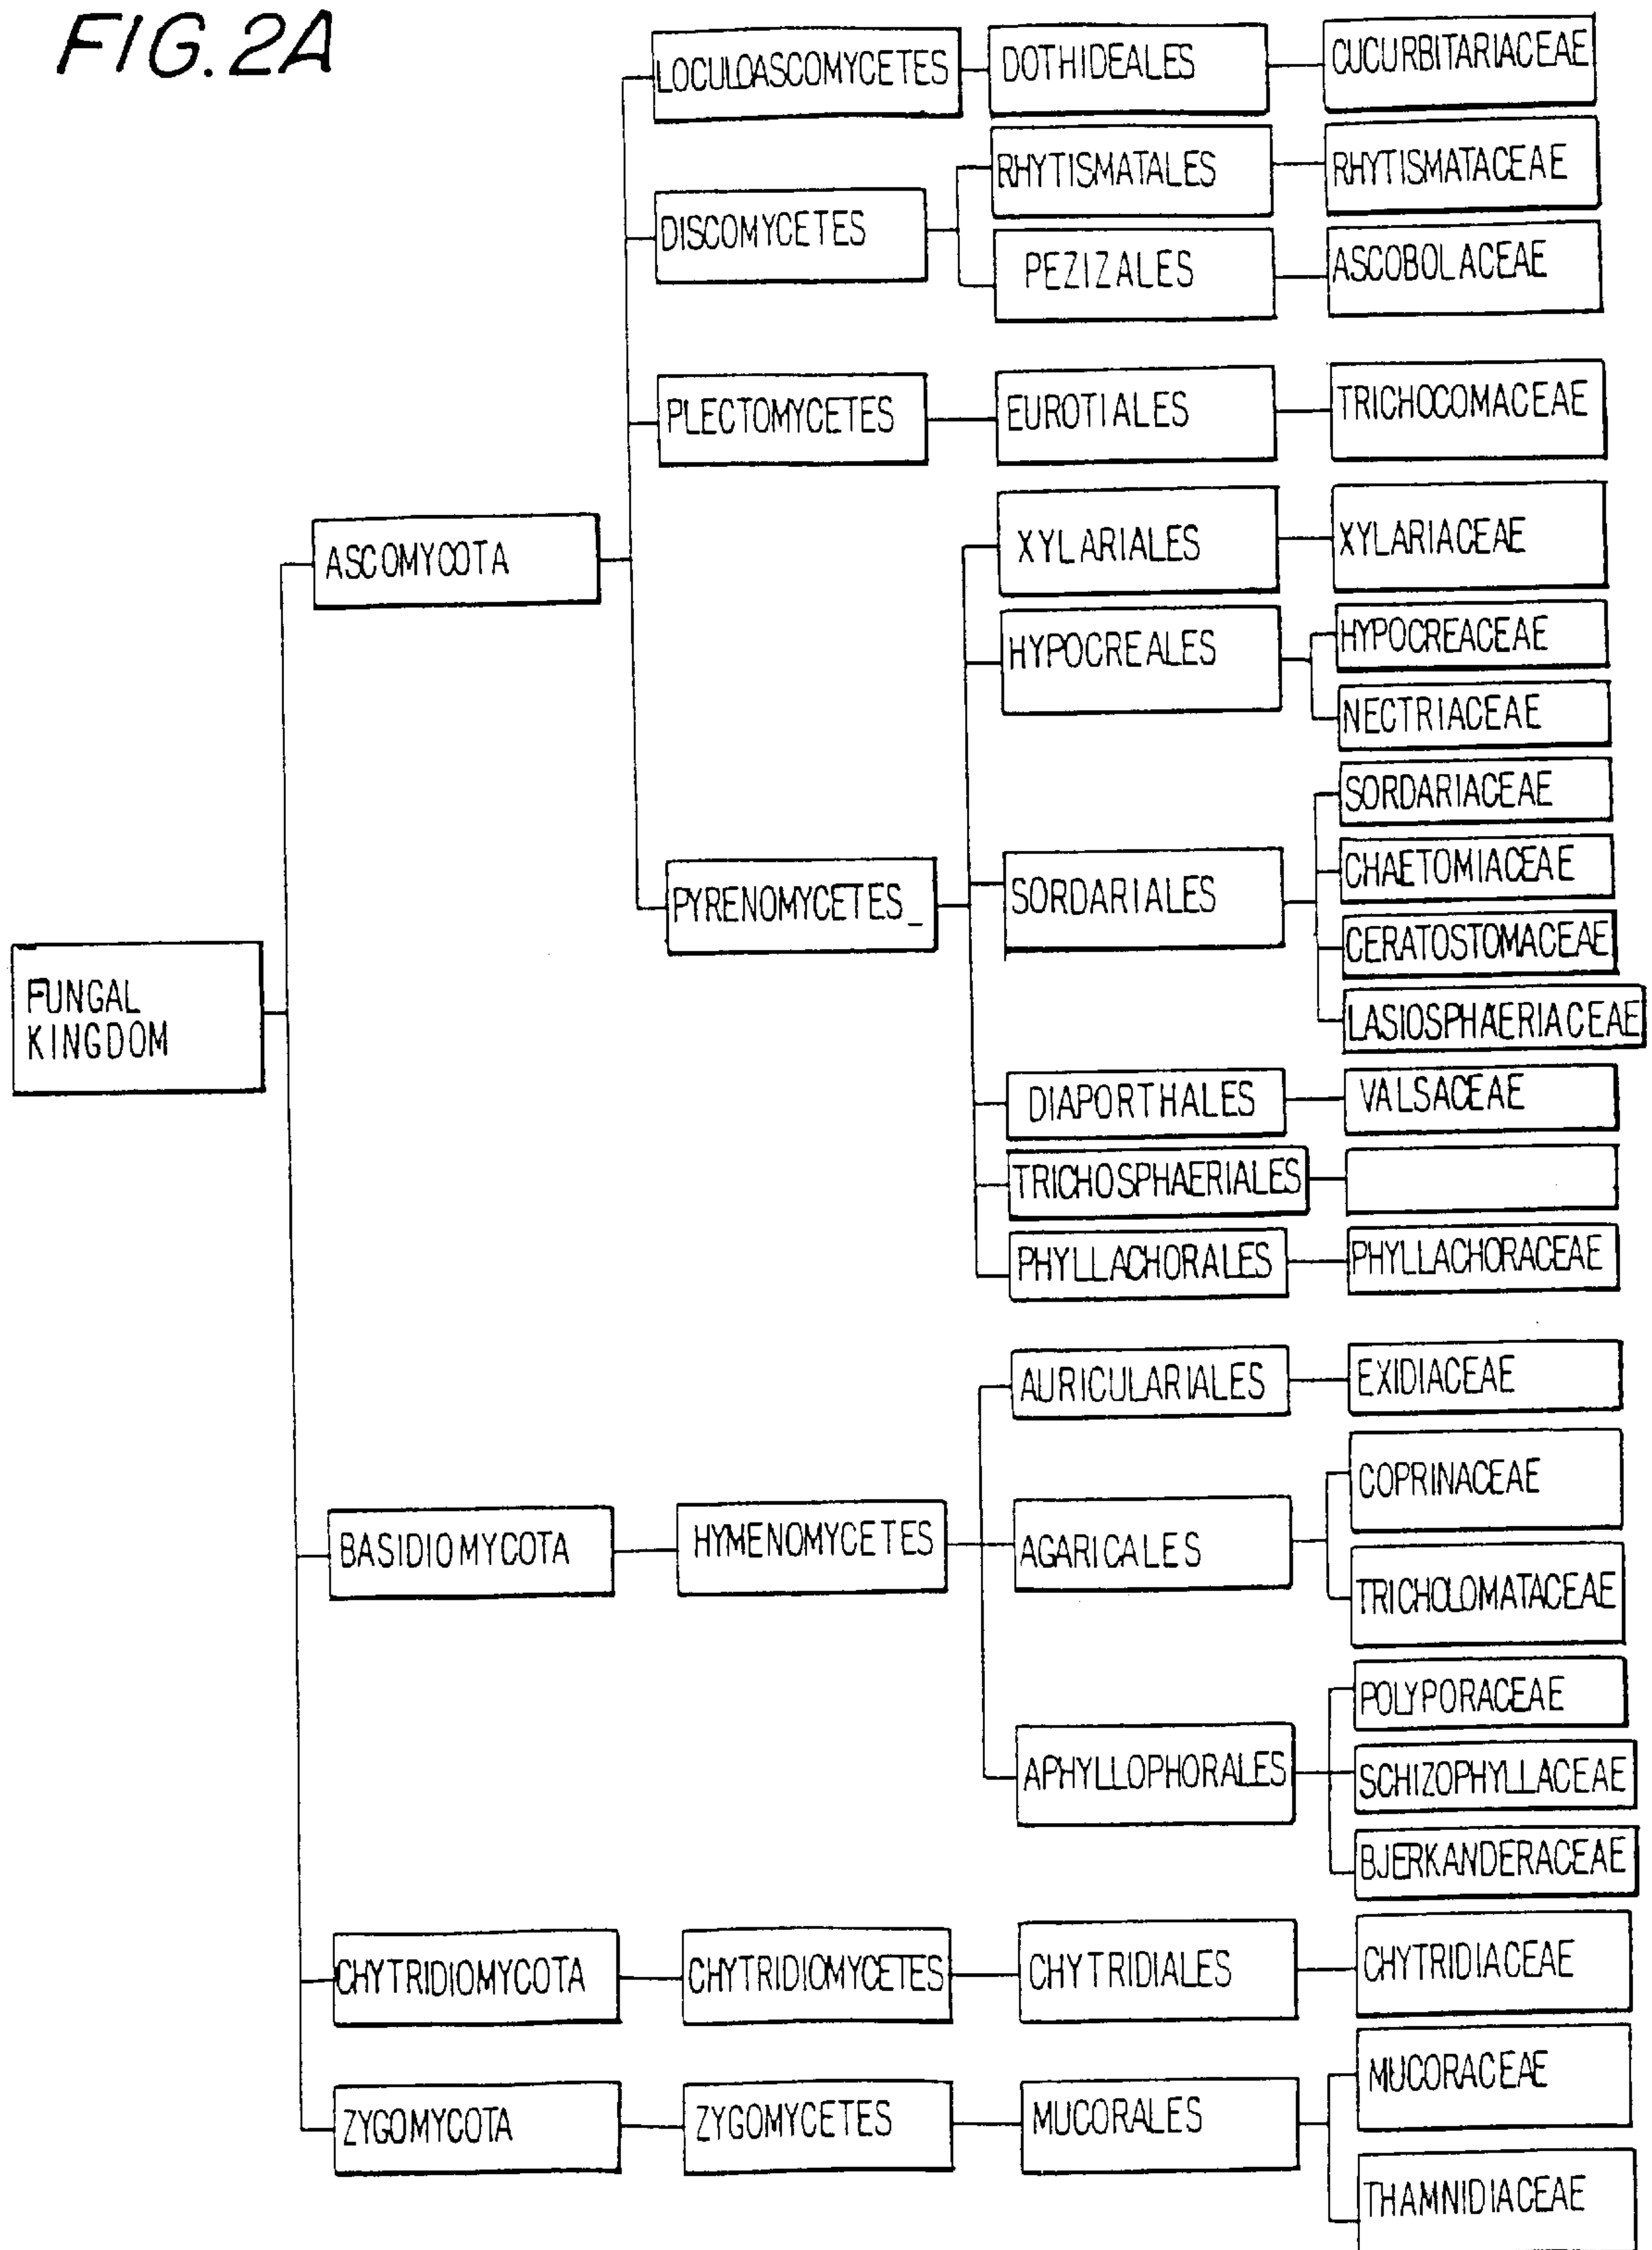 FIG. 2A
LOCULOASCOMYCETES
DOTHIDEALES
CUCURBITARIACEAE
DISCOMYCETES
RHYTISMATALES
RHYTISMATACEAE
PEZIZALES
ASCOBOLACEAE
PLECTOMYCETES
EUROTIALES
TRICHOCOMACEAE
ASCOMYCOTA
XYLARIALES
XYLARIACEAE
HYPOCREALES
HYPOCREACEAE
NECTRIACEAE
PYRENOMYCETES_
SORDARIALES
SORDARIACEAE
CHAETOMIACEAE
CERATOSTOMACEAE
LASIOSPHAERIACEAE
FUNGAL
KINGDOM
DIAPORTHALES
VALSACEAE
TRICHOSPHAERIALES
PHYLLACHORALES
PHYLLACHORACEAE
AURICULARIALES
EXIDIACEAE
BASIDIOMYCOTA
HYMENOMYCETES
AGARICALES
COPRINACEAE
TRICHOLOMATACEAE
APHYLLOPHORALES
POLYPORACEAE
SCHIZOPHYLLACEAE
BJERKANDERACEAE
CHYTRIDIOMYCOTA
CHYTRIDIOMYCETES
CHYTRIDIALES
CHYTRIDIACEAE
ZYGOMYCOTA
ZYGOMYCETES
MUCORALES
MUCORACEAE
THAMNIDIACEAE